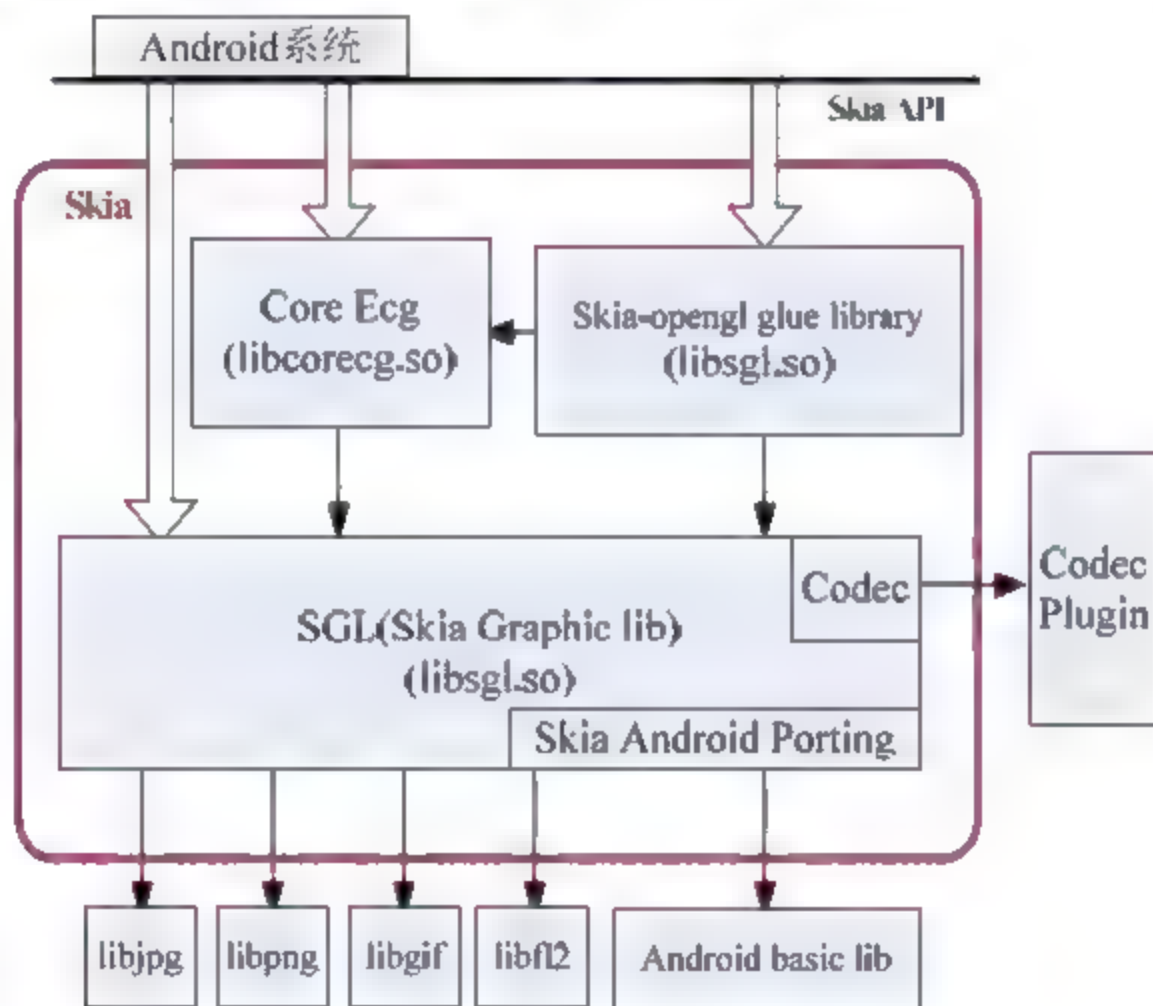 Android系统
Skia API
Skia
Core Ecg
(libcorecg.so)
Skia-opengl glue library
(libsgl.so)
Codec
SGL(Skia Graphic lib)
(libsgl.so)
Skia Android Porting
Codec
Plugin
libjpg
libpng
libgif
libfl2
Android basic lib